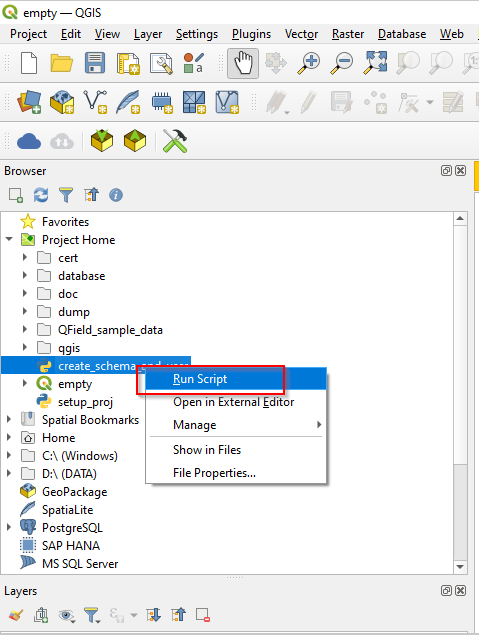 empty — QGIS
Project Edit View Layer Settings Plugins Vector Raster Database Web
Browser
Favorites
Project Home
cert
database
doc
dump
QField_sample_data
qgis
create_schema_and_user
Run Script
empty
Open in External Editor
setup_proj
Manage
Spatial Bookmarks
Home
Show in Files
C:\ (Windows)
File Properties...
D:\ (DATA)
GeoPackage
SpatiaLite
PostgreSQL
SAP HANA
MS SQL Server
Layers